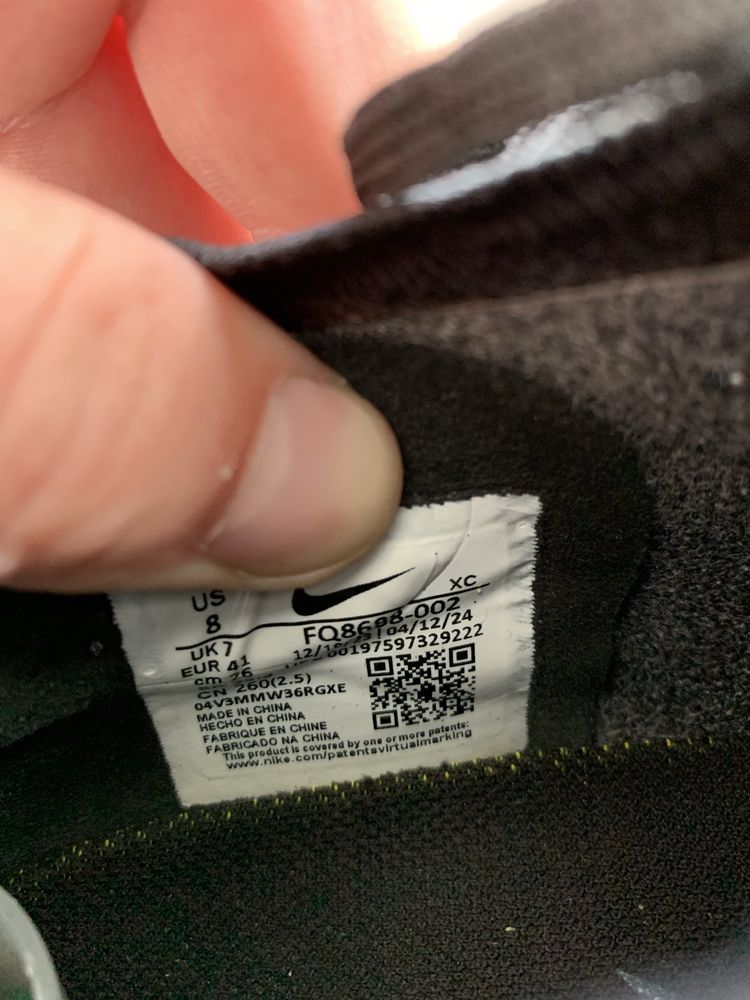 US
8
XC
FQ8698-002
UK 7
04/12/24
EUR 41
00197597329222
cm 26
CN 260(2.5)
04V3MMW36RGXE
MADE IN CHINA
HECHO EN CHINA
FABRIQUE EN CHINE
FABRICADO NA CHINA
This product is covered by one or more patents:
www.nike.com/patentsvirtualmarking